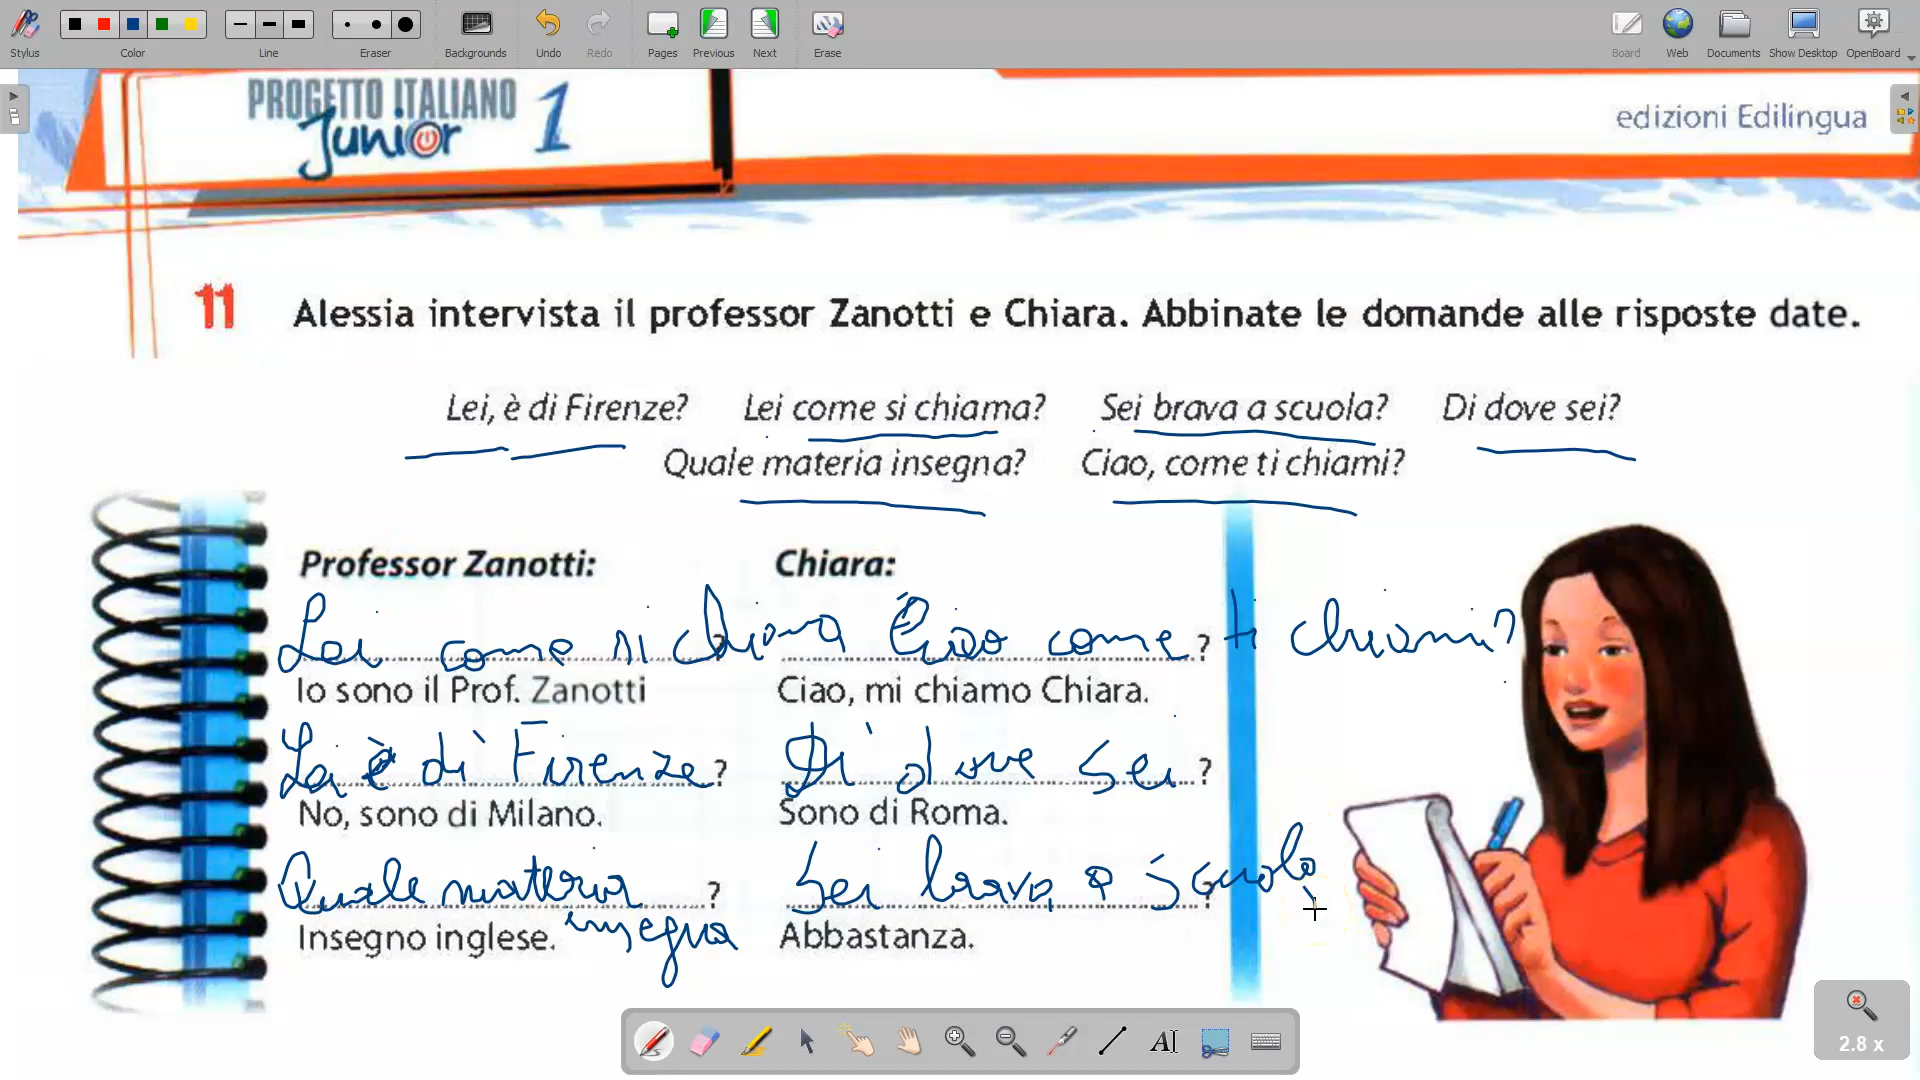 Stylus
Color
Line
Eraser
Backgrounds
Undo
Redo
Pages
Previous
Next
Erase
Board
Web
Documents
Show Desktop
OpenBoard
PROGETTO ITALIANO
Junior 1
edizioni Edilingua
11 Alessia intervista il professor Zanotti e Chiara. Abbinate le domande alle risposte date.
Lei, è di Firenze? Lei come si chiama? Sei brava a scuola? Di dove sei?
Quale materia insegna? Ciao, come ti chiami?
Professor Zanotti: Chiara:
Lei come si chiama ? Ciao come ? ti chiami?
Io sono il Prof. Zanotti Ciao, mi chiamo Chiara.
Lei è di Firenze ? Di dove sei ?
No, sono di Milano. Sono di Roma.
Quale materia ? Sei brava a scuola ?
insegna
Insegno inglese. Abbastanza.
2.8 x